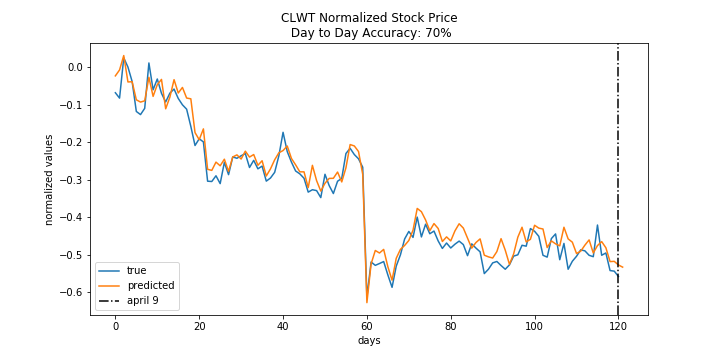 CLWT Normalized Stock Price
Day to Day Accuracy: 70%
normalized values
0.0
−0.1
−0.2
−0.3
−0.4
−0.5
−0.6
true
predicted
april 9
0 20 40 60 80 100 120
days